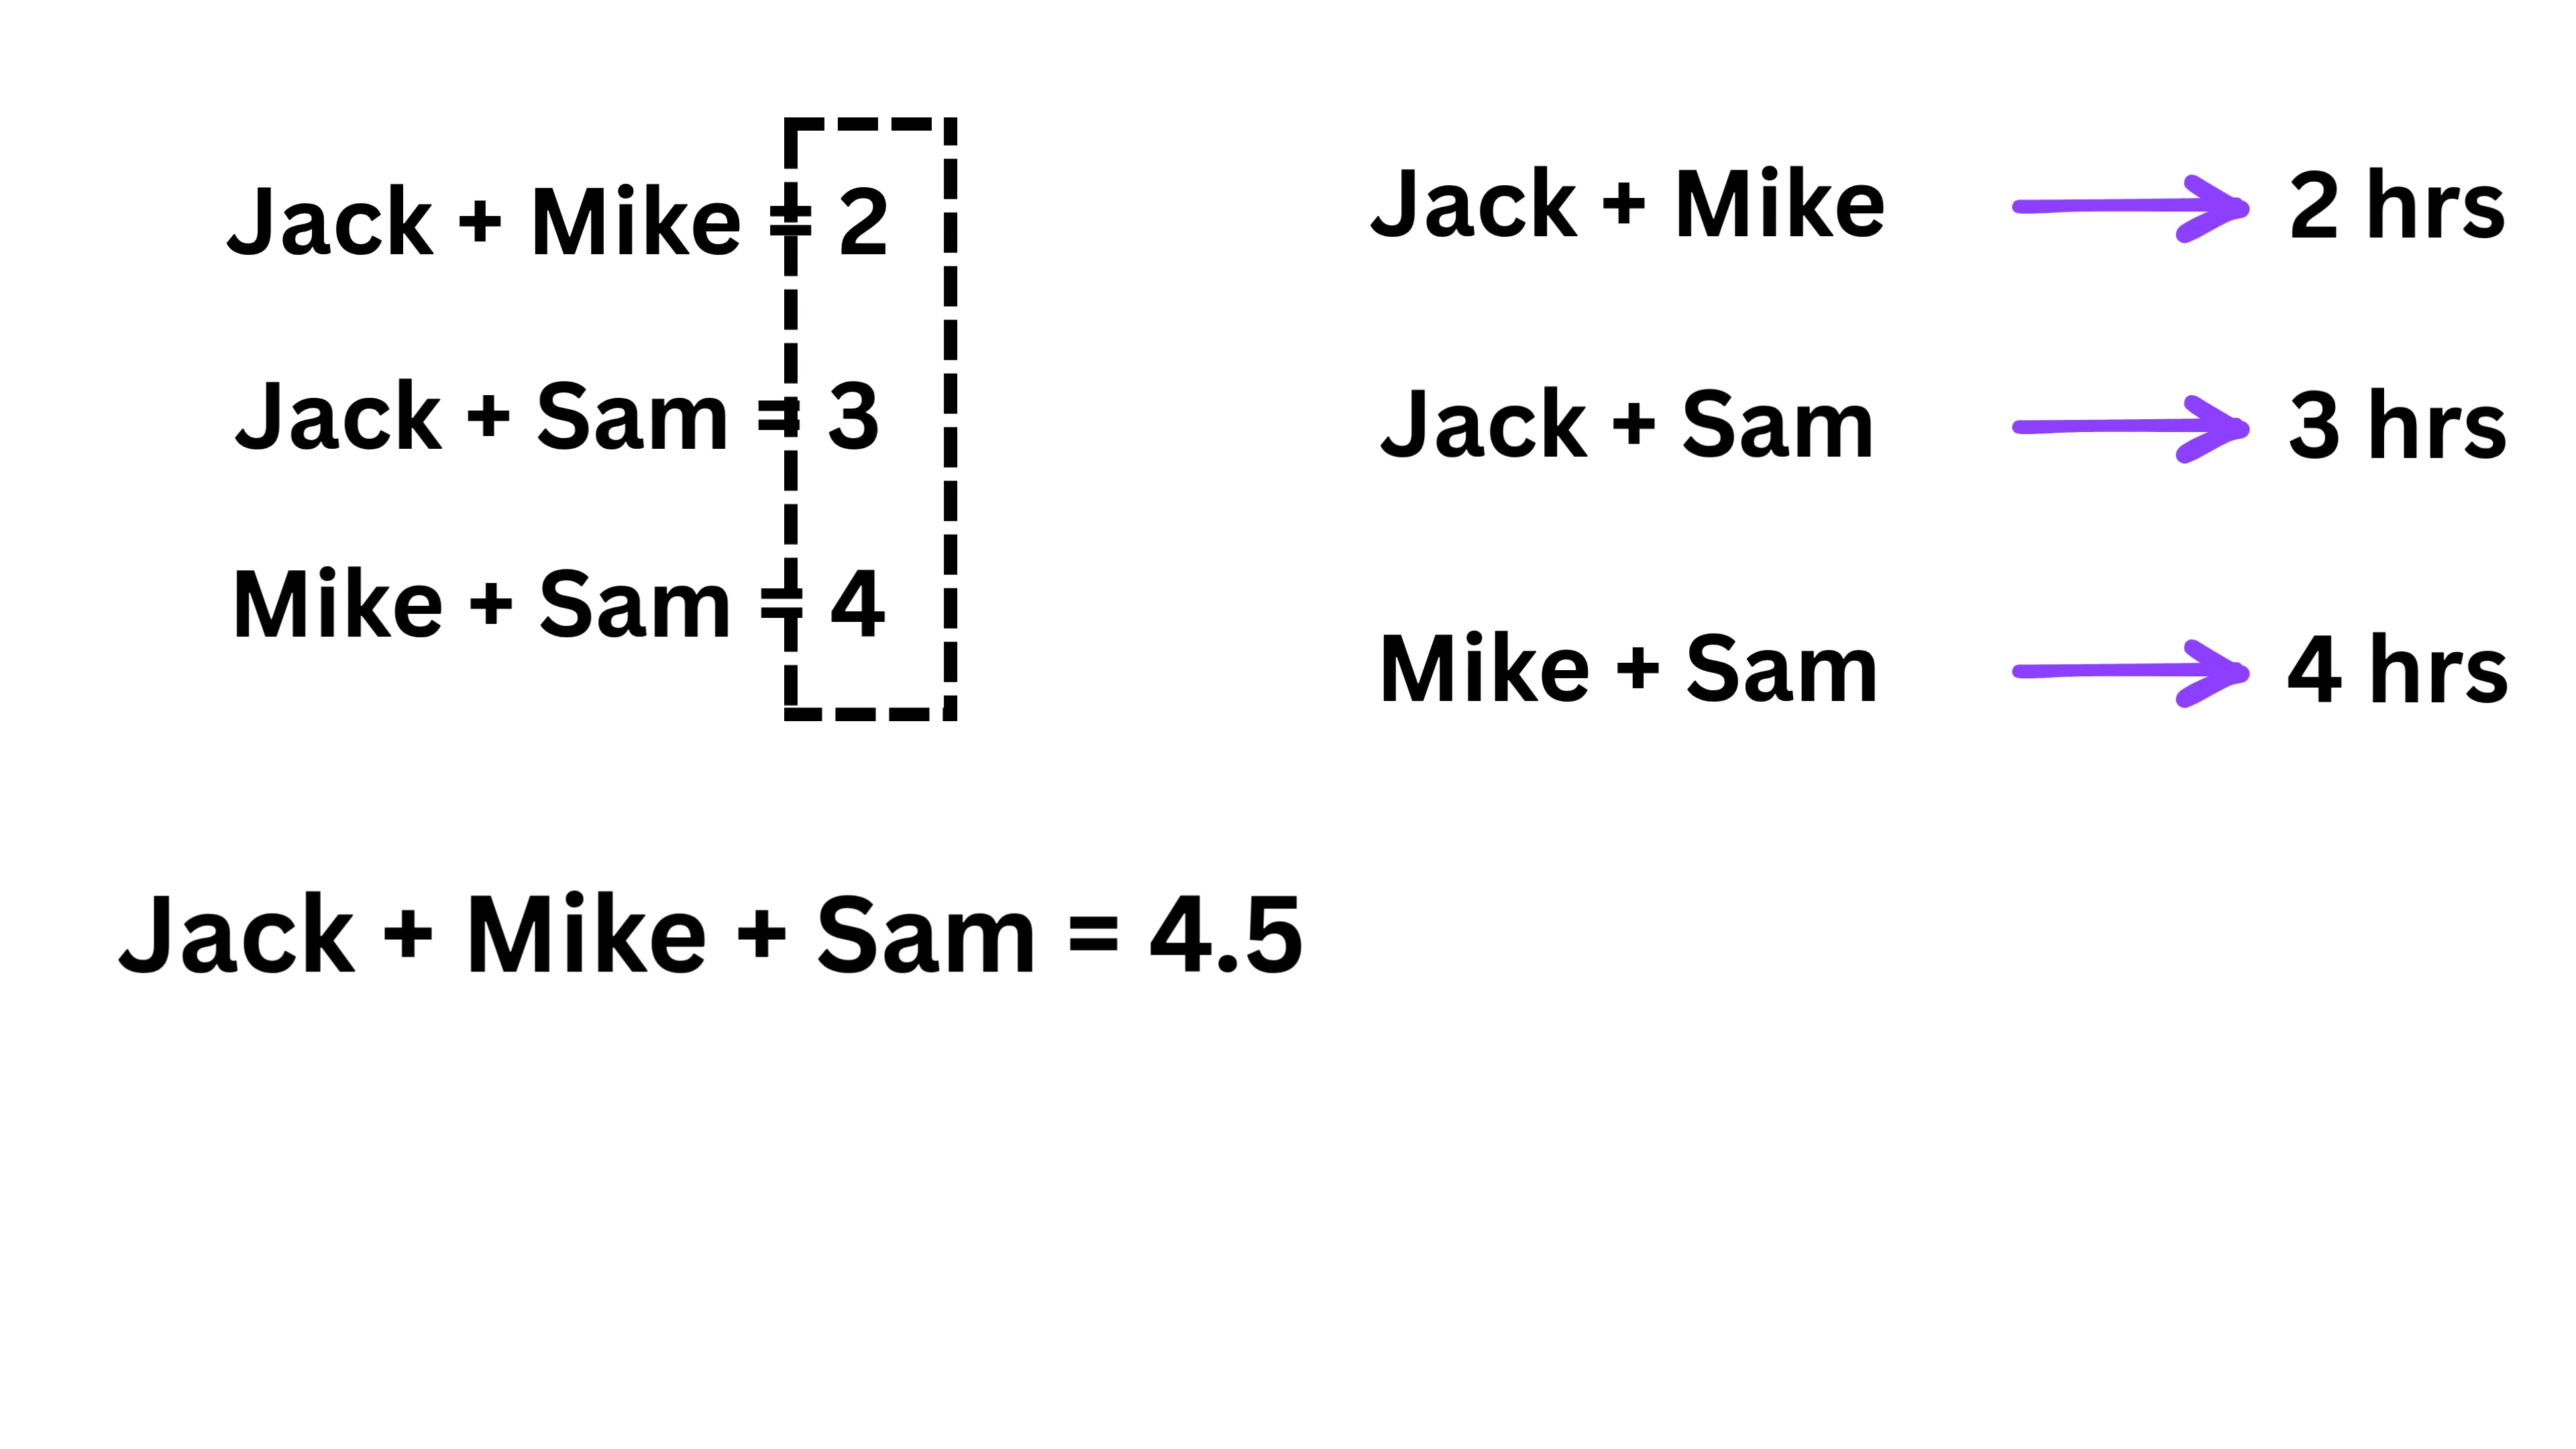 Jack + Mike = 2
Jack + Sam = 3
Mike + Sam = 4
Jack + Mike + Sam = 4.5
Jack + Mike 2 hrs
Jack + Sam 3 hrs
Mike + Sam 4 hrs